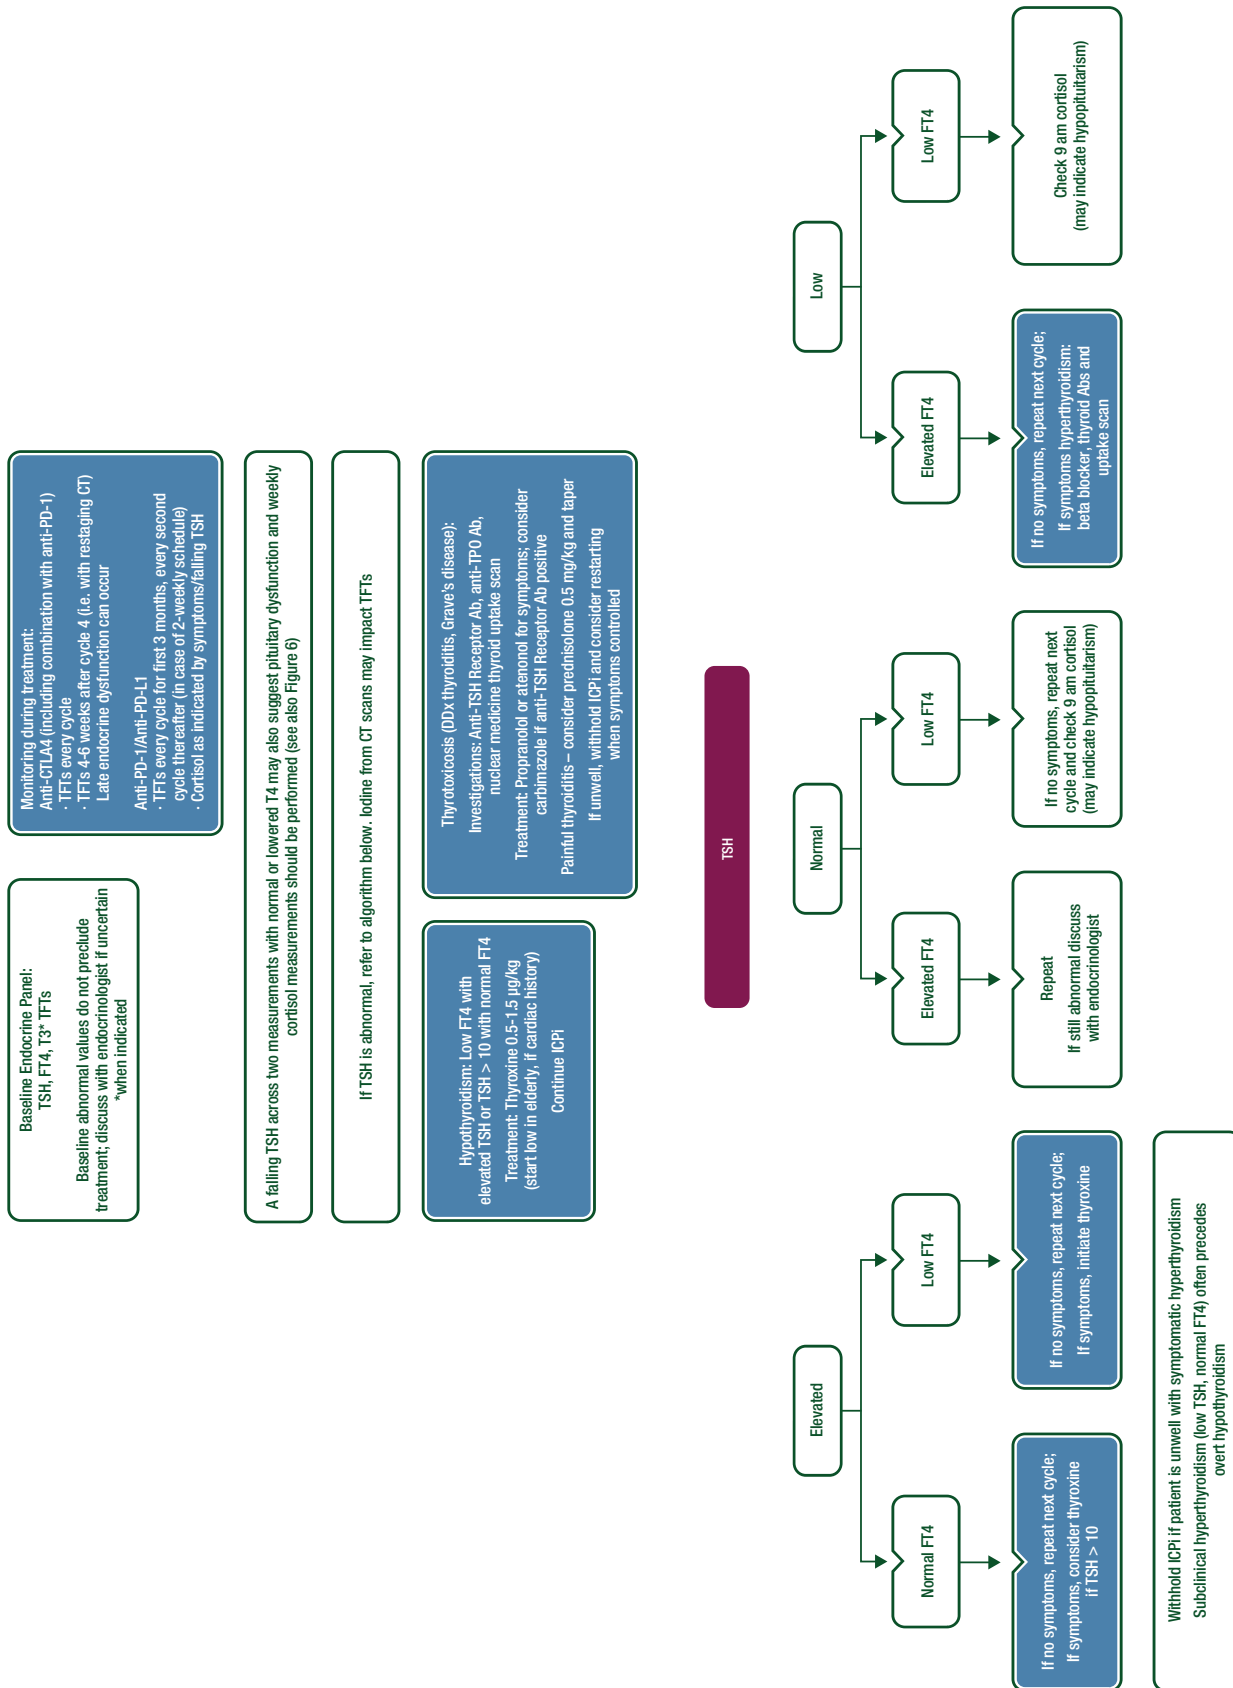 Baseline Endocrine Panel:
TSH, FT4, T3* TFTs
Baseline abnormal values do not preclude
treatment; discuss with endocrinologist if uncertain
*when indicated
Monitoring during treatment:
Anti-CTLA4 (including combination with anti-PD-1)
· TFTs every cycle
· TFTs 4-6 weeks after cycle 4 (i.e. with restaging CT)
Late endocrine dysfunction can occur
Anti-PD-1/Anti-PD-L1
· TFTs every cycle for first 3 months, every second
cycle thereafter (in case of 2-weekly schedule)
· Cortisol as indicated by symptoms/falling TSH
A falling TSH across two measurements with normal or lowered T4 may also suggest pituitary dysfunction and weekly
cortisol measurements should be performed (see also Figure 6)
If TSH is abnormal, refer to algorithm below. Iodine from CT scans may impact TFTs
Hypothyroidism: Low FT4 with
elevated TSH or TSH > 10 with normal FT4
Treatment: Thyroxine 0.5-1.5 µg/kg
(start low in elderly, if cardiac history)
Continue ICPi
Thyrotoxicosis (DDx thyroiditis, Grave's disease):
Investigations: Anti-TSH Receptor Ab, anti-TPO Ab,
nuclear medicine thyroid uptake scan
Treatment: Propranolol or atenonol for symptoms; consider
carbimazole if anti-TSH Receptor Ab positive
Painful thyroiditis – consider prednisolone 0.5 mg/kg and taper
If unwell, withhold ICPi and consider restarting
when symptoms controlled
TSH
Elevated
Normal
Low
Normal FT4
Low FT4
Elevated FT4
Low FT4
Elevated FT4
Low FT4
If no symptoms, repeat next cycle;
If symptoms, consider thyroxine
if TSH > 10
If no symptoms, repeat next cycle;
If symptoms, initiate thyroxine
Repeat
If still abnormal discuss
with endocrinologist
If no symptoms, repeat next
cycle and check 9 am cortisol
(may indicate hypopituitarism)
If no symptoms, repeat next cycle;
If symptoms hyperthyroidism:
beta blocker, thyroid Abs and
uptake scan
Check 9 am cortisol
(may indicate hypopituitarism)
Withhold ICPi if patient is unwell with symptomatic hyperthyroidism
Subclinical hyperthyroidism (low TSH, normal FT4) often precedes
overt hypothyroidism